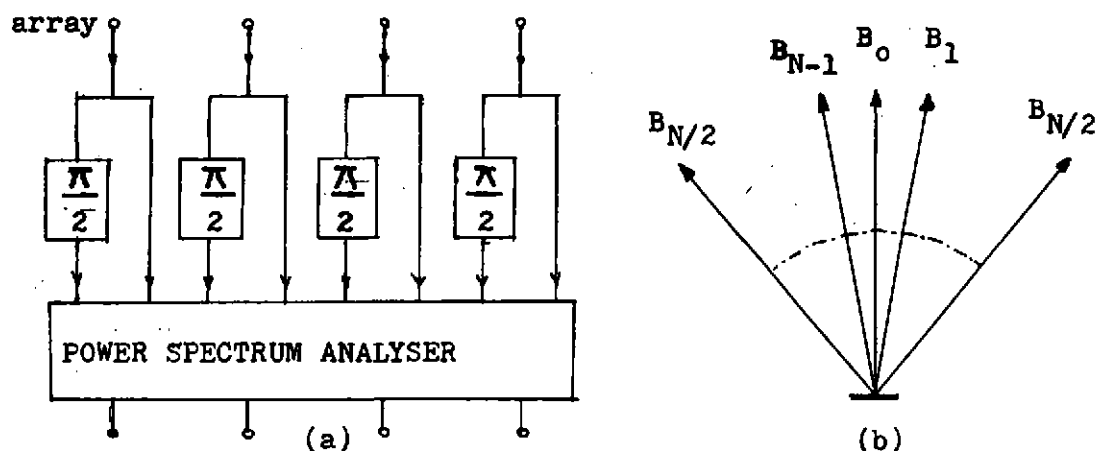 array
π/2 π/2 π/2 π/2
POWER SPECTRUM ANALYSER
(a)
B_{N/2} B_{N-1} B_o B_1 B_{N/2}
(b)